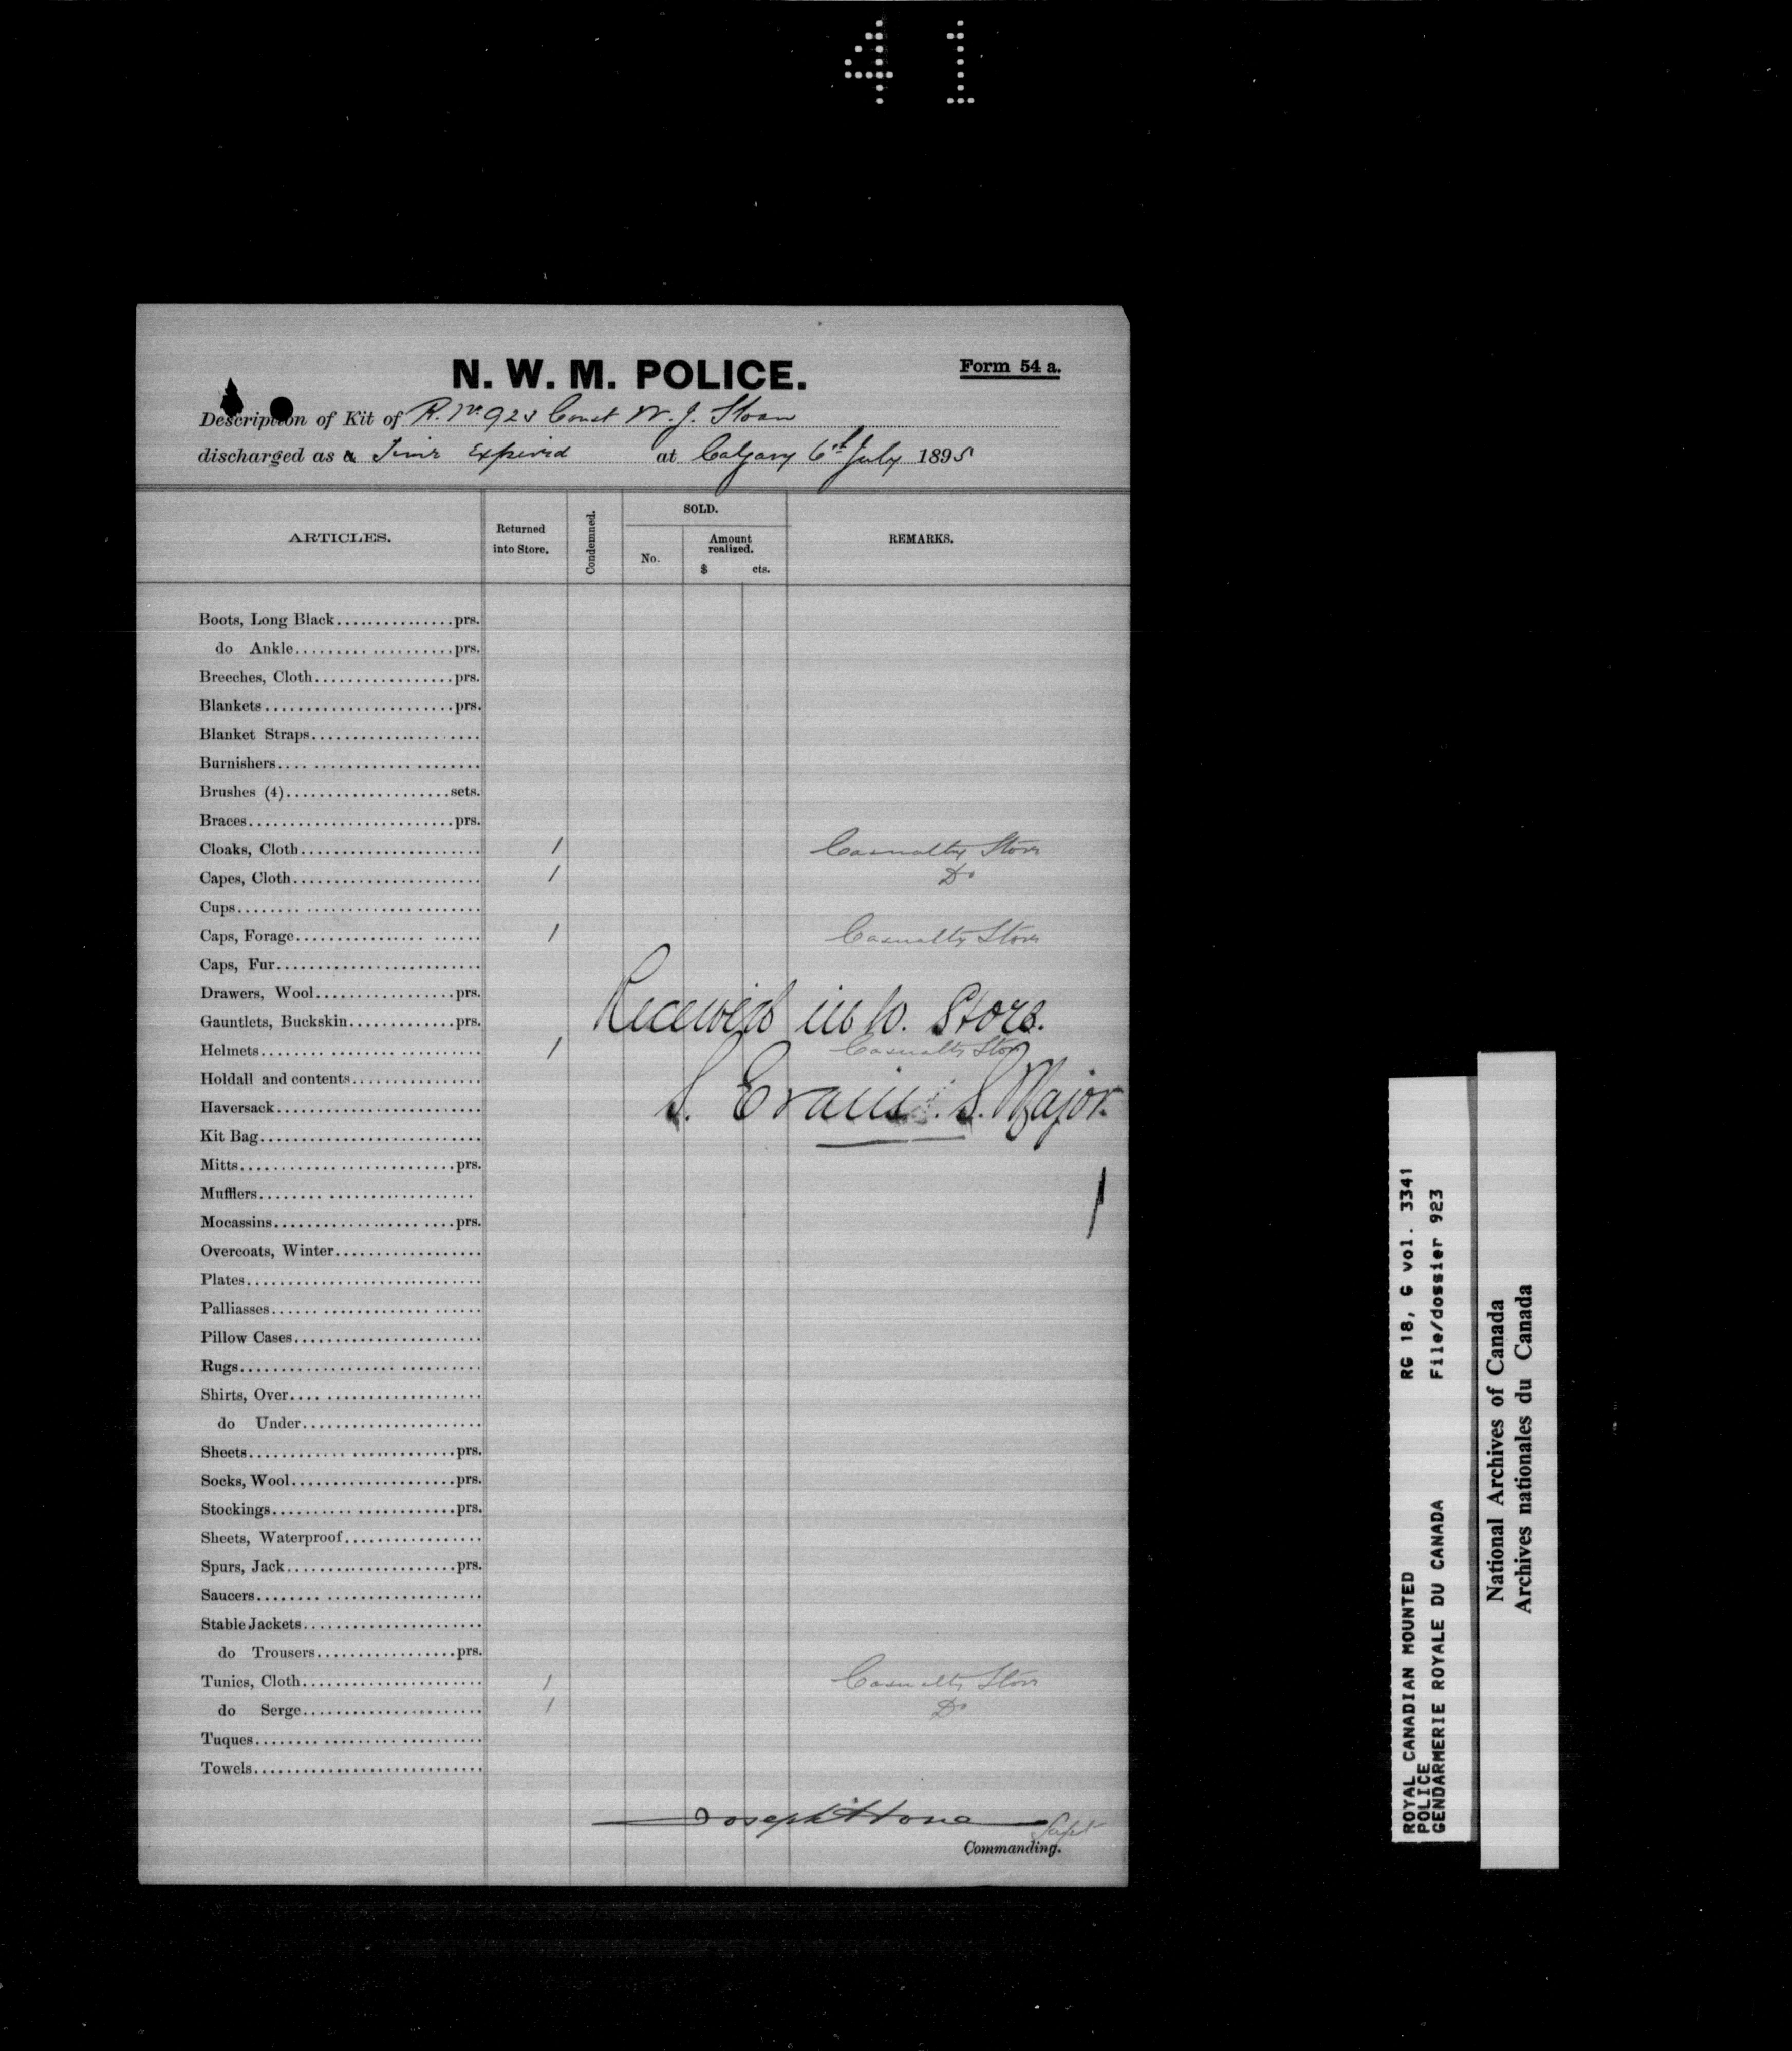 41
N. W. M. POLICE.
Form 54 a.
Description of Kit of R. No. 923 Const W. J. Sloan
discharged as a Time Expired at Calgary 6th July 1895
ARTICLES.
Returned into Store.
Condemned.
SOLD.
No.
Amount realized.
$ cts.
REMARKS.
Boots, Long Black...............prs.
do Ankle...................prs.
Breeches, Cloth.................prs.
Blankets.......................prs.
Blanket Straps.....................
Burnishers.........................
Brushes (4)....................sets.
Braces.........................prs.
Cloaks, Cloth...................... 1 Casualty Store
Capes, Cloth....................... 1 Do
Cups..............................
Caps, Forage...................... 1 Casualty Store
Caps, Fur.........................
Drawers, Wool.................prs.
Gauntlets, Buckskin.............prs.
Received into. Store.
Helmets........................... 1 Casualty Stor
Holdall and contents................
S. Evans. S. Major.
Haversack.........................
Kit Bag...........................
Mitts..........................prs.
Mufflers..........................
Mocassins......................prs.
Overcoats, Winter..................
Plates.............................
Palliasses..........................
Pillow Cases.......................
Rugs..............................
Shirts, Over.......................
do Under......................
Sheets.........................prs.
Socks, Wool....................prs.
Stockings.......................prs.
Sheets, Waterproof.................
Spurs, Jack.....................prs.
Saucers............................
Stable Jackets......................
do Trousers.................prs.
Tunics, Cloth...................... 1 Casualty Store
do Serge...................... 1 Do
Tuques............................
Towels............................
Joseph Howe Supt
Commanding.
ROYAL CANADIAN MOUNTED POLICE
GENDARMERIE ROYALE DU CANADA
RG 18, G vol. 3341
File/dossier 923
National Archives of Canada
Archives nationales du Canada